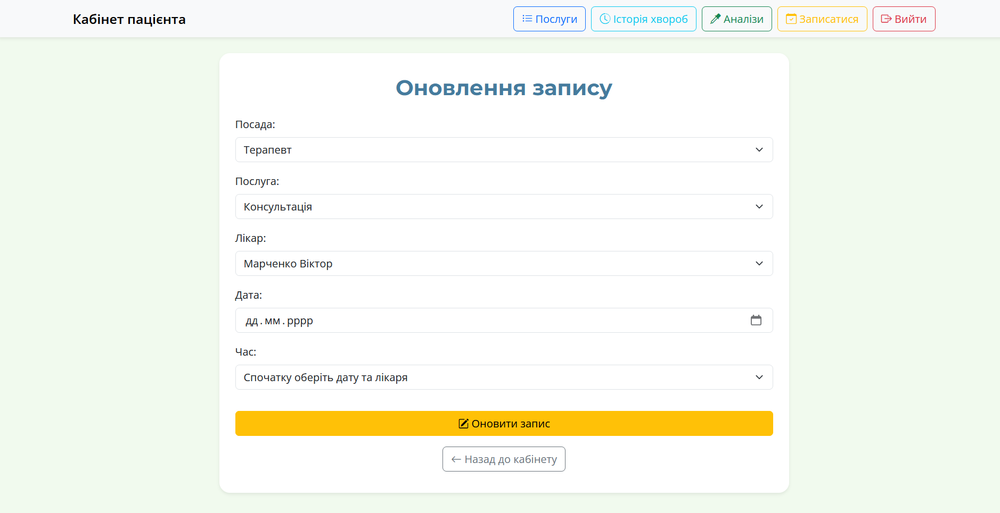 Кабінет пацієнта
Послуги
Історія хвороб
Аналізи
Записатися
Вийти
Оновлення запису
Посада:
Терапевт
Послуга:
Консультація
Лікар:
Марченко Віктор
Дата:
дд.мм.рррр
Час:
Спочатку оберіть дату та лікаря
Оновити запис
Назад до кабінету